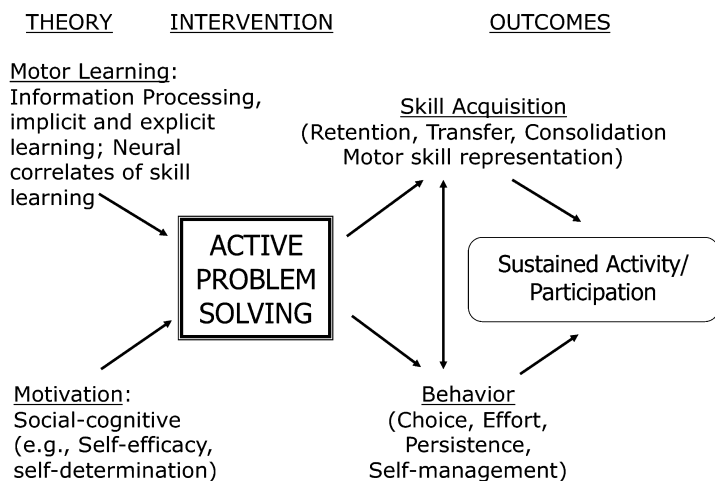 THEORY
INTERVENTION
OUTCOMES
Motor Learning:
Information Processing,
implicit and explicit
learning; Neural
correlates of skill
learning
ACTIVE
PROBLEM
SOLVING
Skill Acquisition
(Retention, Transfer, Consolidation
Motor skill representation)
Sustained Activity/
Participation
Motivation:
Social-cognitive
(e.g., Self-efficacy,
self-determination)
Behavior
(Choice, Effort,
Persistence,
Self-management)